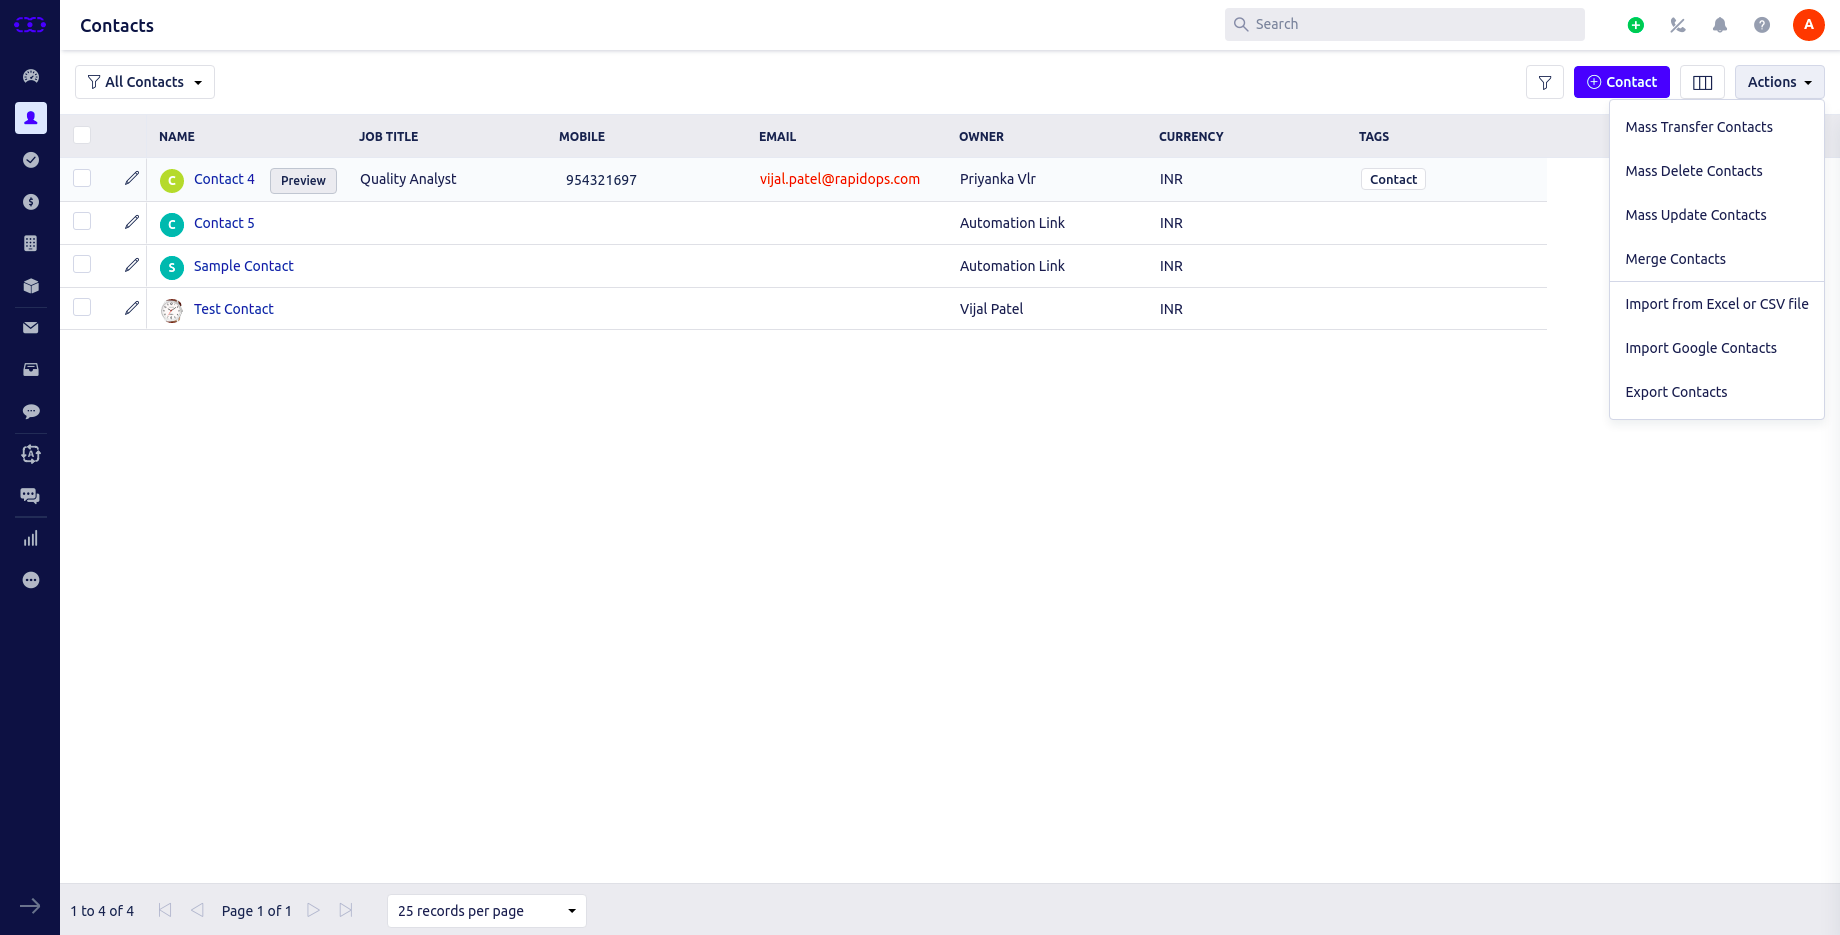 Contacts
Search
A
All Contacts
Contact
Actions
NAME JOB TITLE MOBILE EMAIL OWNER CURRENCY TAGS
C Contact 4 Preview Quality Analyst 954321697 vijal.patel@rapidops.com Priyanka Vlr INR Contact
C Contact 5 Automation Link INR
S Sample Contact Automation Link INR
Test Contact Vijal Patel INR
Mass Transfer Contacts
Mass Delete Contacts
Mass Update Contacts
Merge Contacts
Import from Excel or CSV file
Import Google Contacts
Export Contacts
1 to 4 of 4 Page 1 of 1 25 records per page